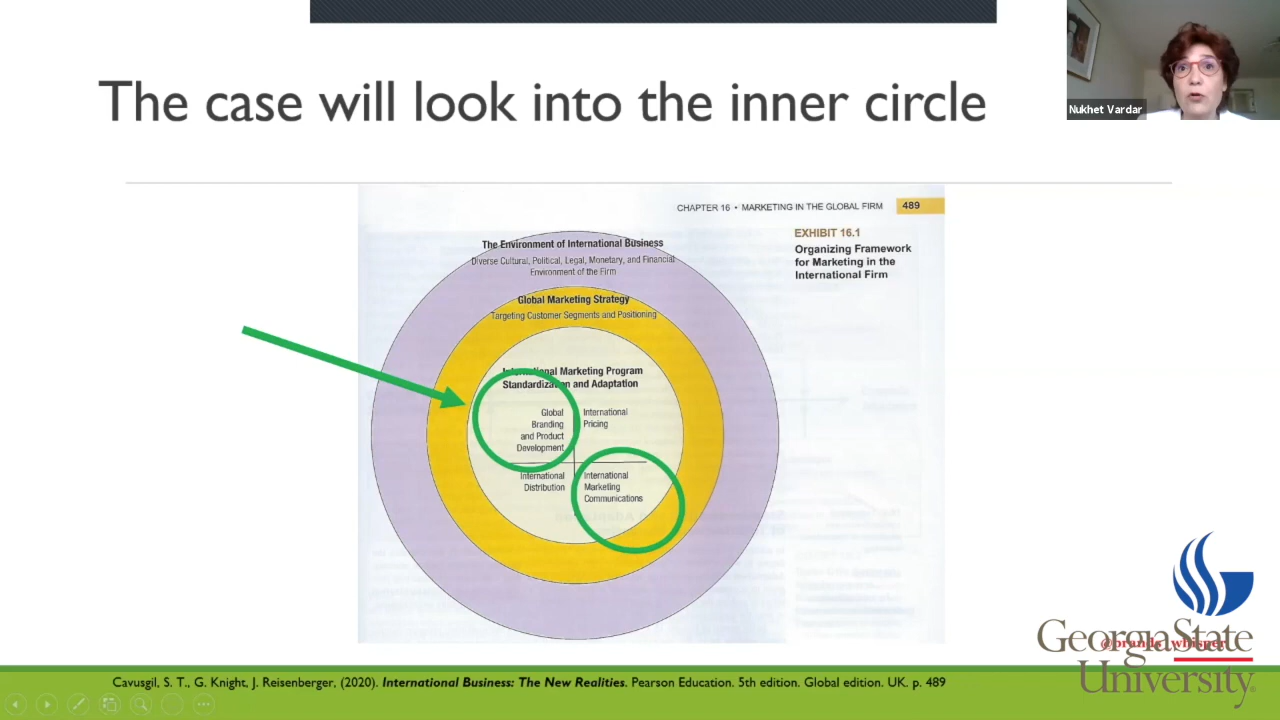 The case will look into the inner circle
Nukhet Vardar
CHAPTER 16 • MARKETING IN THE GLOBAL FIRM 489
EXHIBIT 16.1
Organizing Framework
for Marketing in the
International Firm
The Environment of International Business
Diverse Cultural, Political, Legal, Monetary, and Financial
Environment of the Firm
Global Marketing Strategy
Targeting Customer Segments and Positioning
International Marketing Program
Standardization and Adaptation
Global
Branding
and Product
Development
International
Pricing
International
Distribution
International
Marketing
Communications
@brands_whisper
GeorgiaState
University
Cavusgil, S. T., G. Knight, J. Reisenberger, (2020). International Business: The New Realities. Pearson Education. 5th edition. Global edition. UK. p. 489